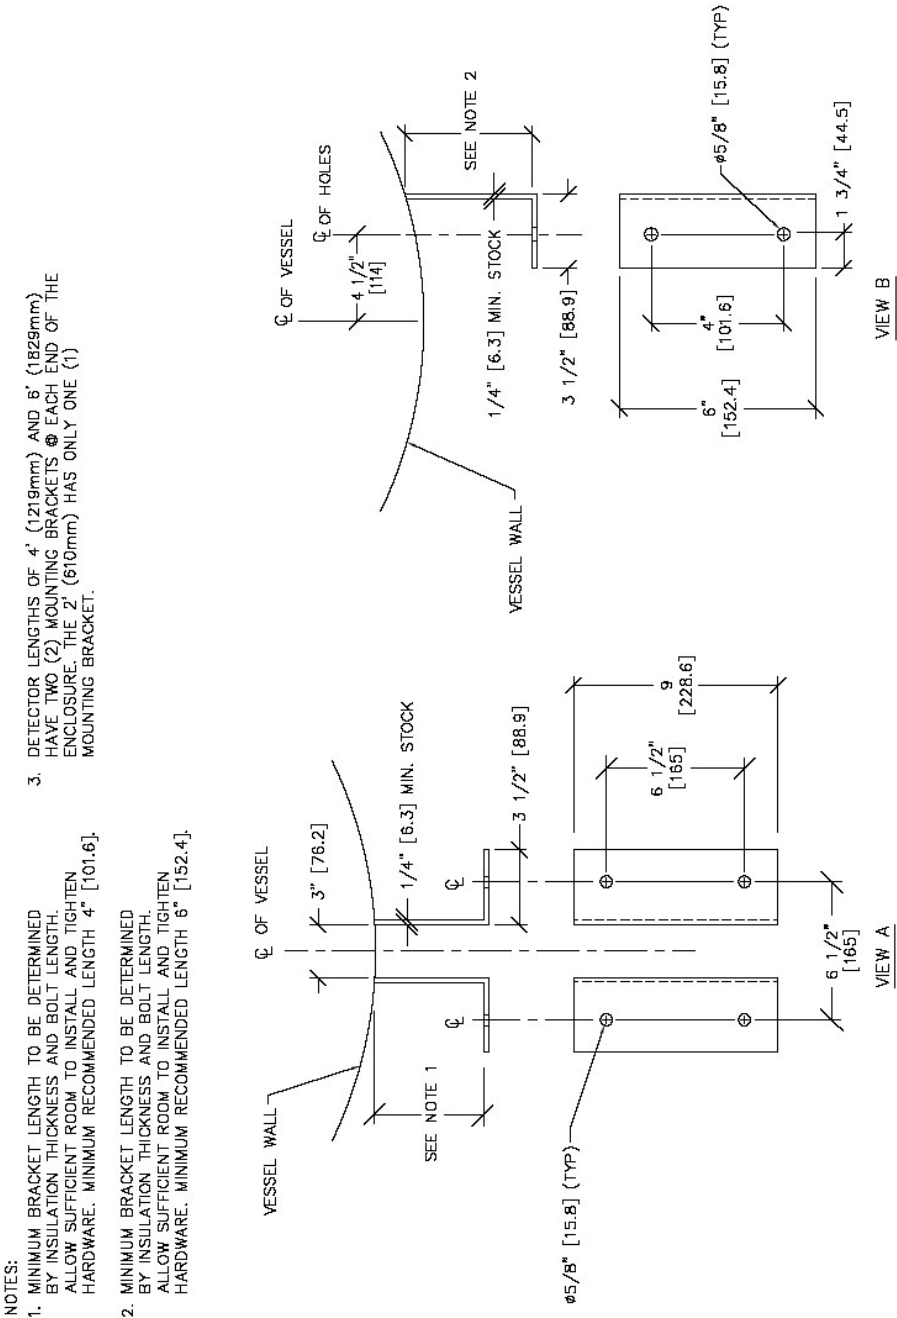 NOTES:
1. MINIMUM BRACKET LENGTH TO BE DETERMINED
BY INSULATION THICKNESS AND BOLT LENGTH.
ALLOW SUFFICIENT ROOM TO INSTALL AND TIGHTEN
HARDWARE. MINIMUM RECOMMENDED LENGTH 4" [101.6].
2. MINIMUM BRACKET LENGTH TO BE DETERMINED
BY INSULATION THICKNESS AND BOLT LENGTH.
ALLOW SUFFICIENT ROOM TO INSTALL AND TIGHTEN
HARDWARE. MINIMUM RECOMMENDED LENGTH 6" [152.4].
3. DETECTOR LENGTHS OF 4' (1219mm) AND 6' (1829mm)
HAVE TWO (2) MOUNTING BRACKETS @ EACH END OF THE
ENCLOSURE. THE 2' (610mm) HAS ONLY ONE (1)
MOUNTING BRACKET.
VESSEL WALL
℄ OF VESSEL
3" [76.2]
1/4" [6.3] MIN. STOCK
SEE NOTE 1
℄
℄
3 1/2" [88.9]
ø5/8" [15.8] (TYP)
6 1/2"
[165]
9
[228.6]
6 1/2"
[165]
VIEW A
℄ OF VESSEL
℄ OF HOLES
4 1/2"
[114]
SEE NOTE 2
1/4" [6.3] MIN. STOCK
VESSEL WALL
3 1/2" [88.9]
ø5/8" [15.8] (TYP)
4"
[101.6]
6"
[152.4]
1 3/4" [44.5]
VIEW B